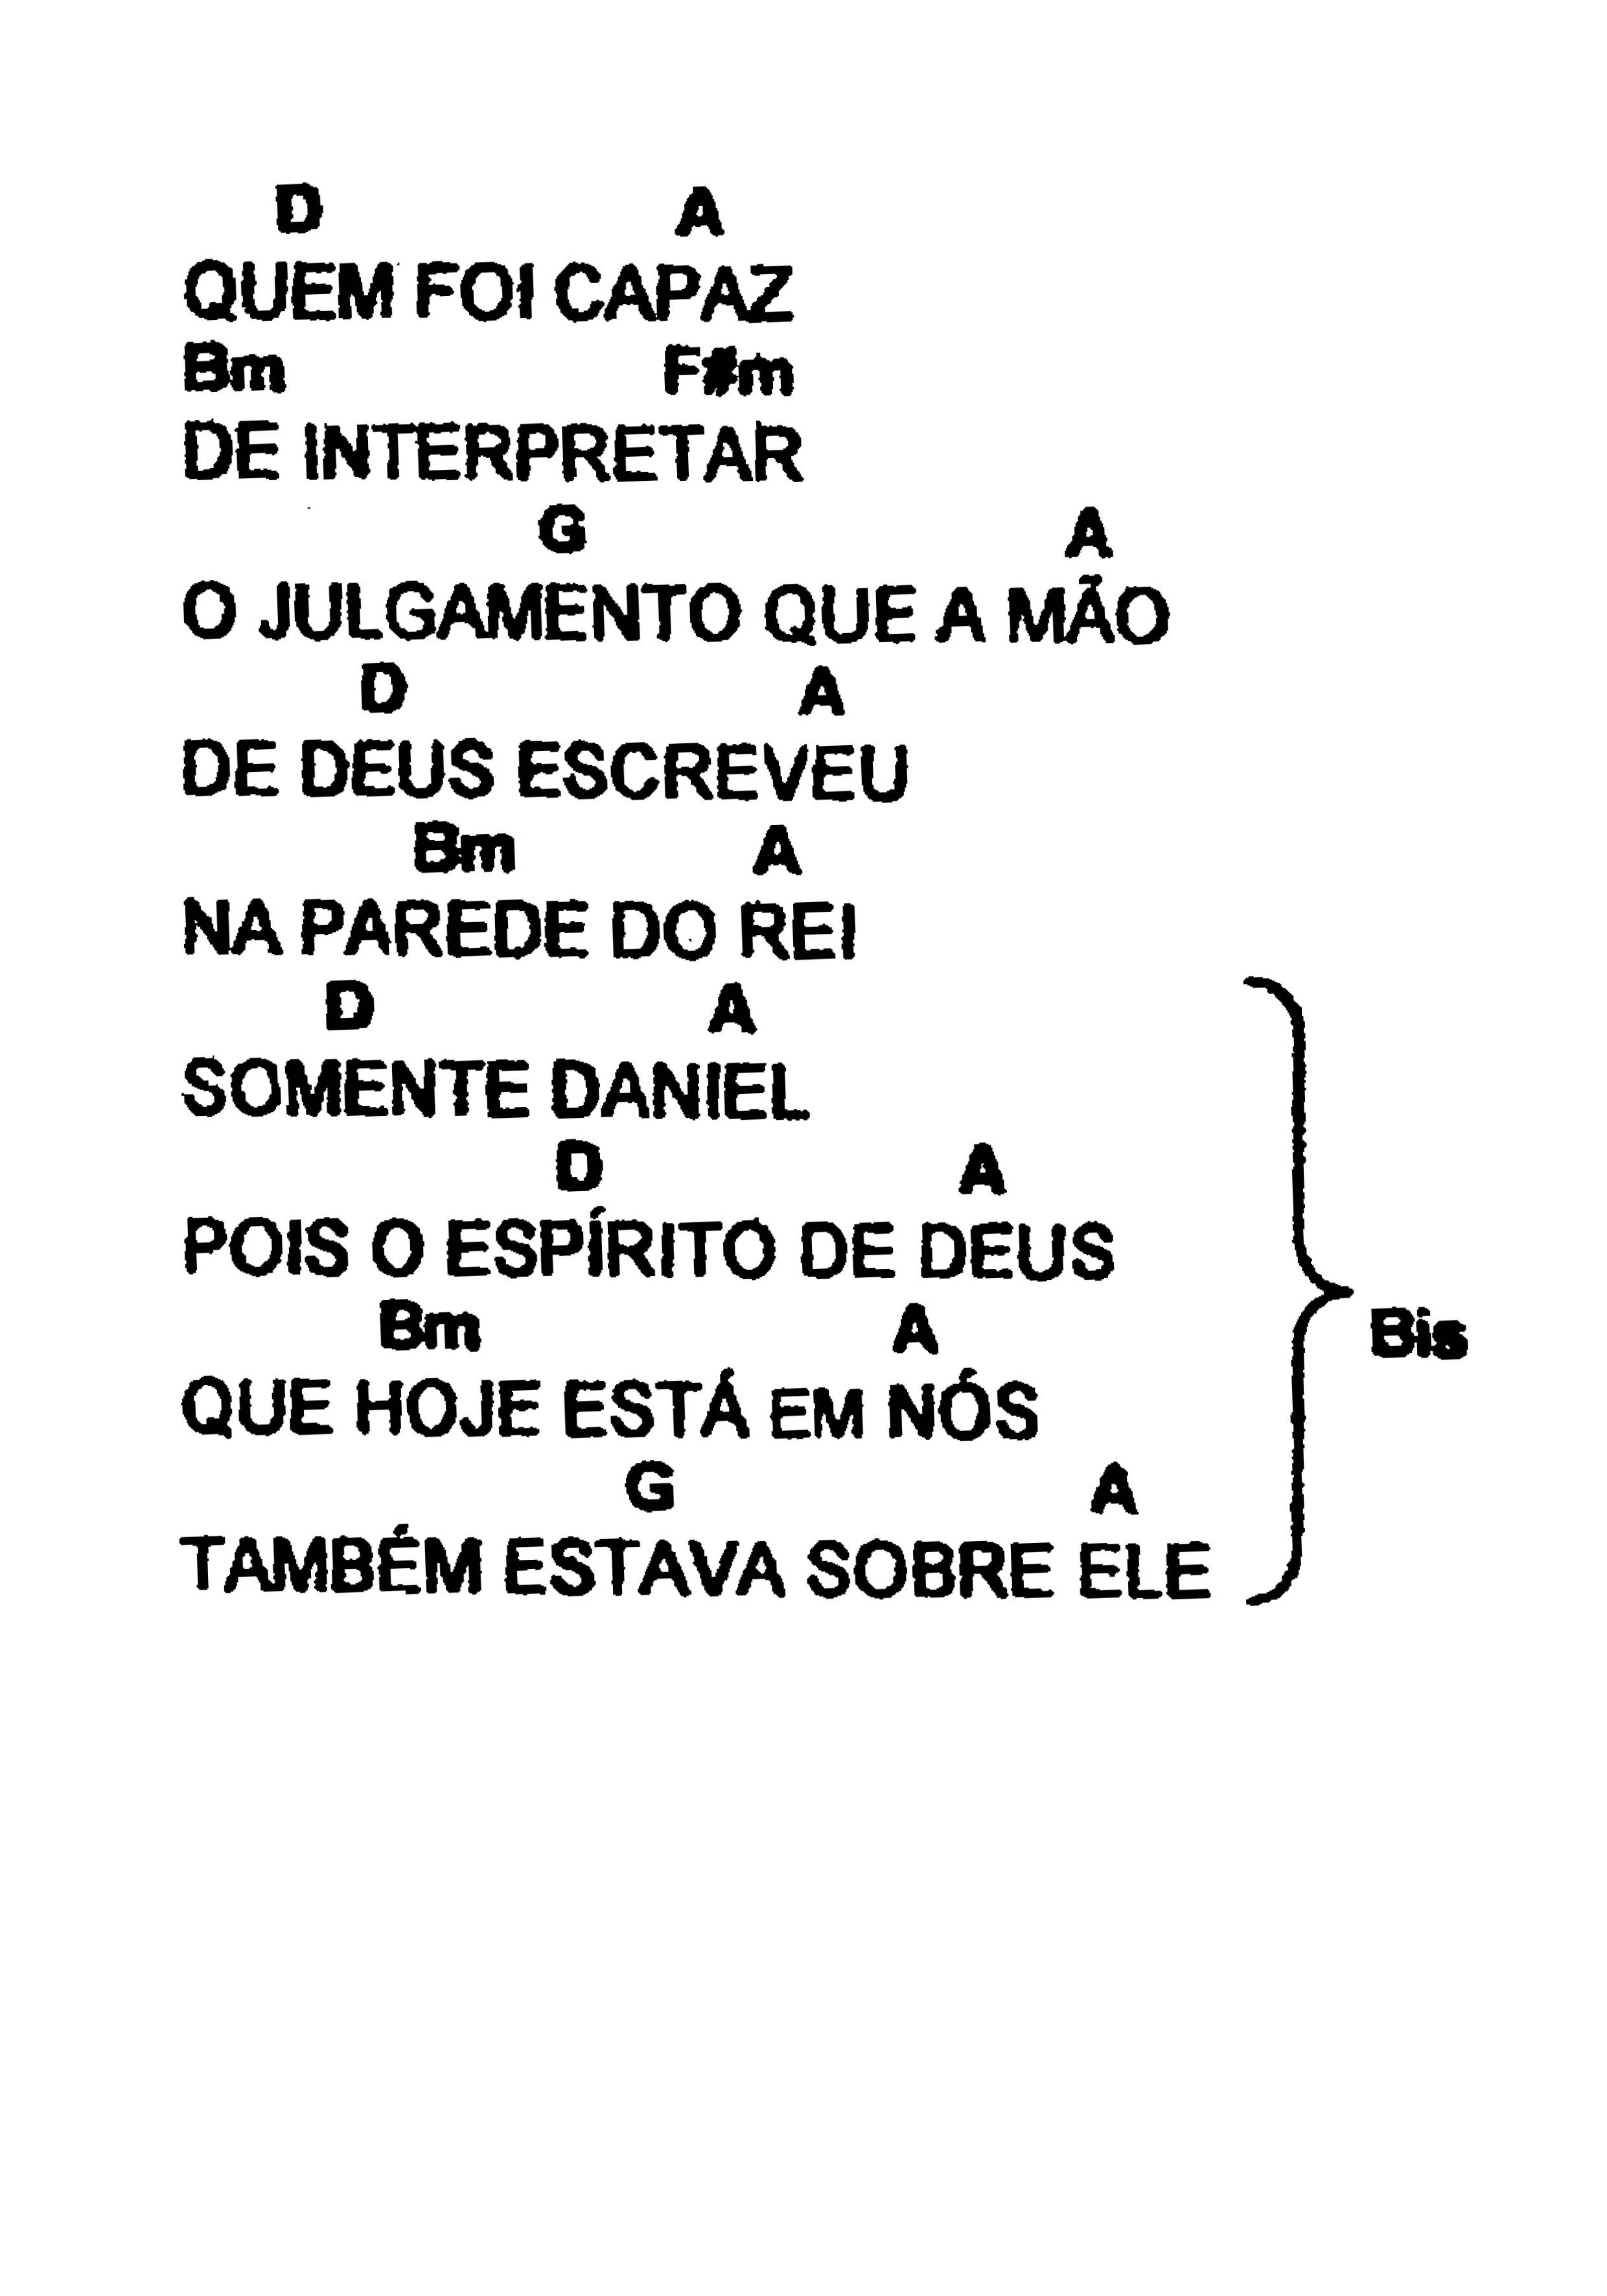 D A
QUEM FOI CAPAZ
Bm F#m
DE INTERPRETAR
G A
O JULGAMENTO QUE A MÃO
D A
DE DEUS ESCREVEU
Bm A
NA PAREDE DO REI
D A
SOMENTE DANIEL
D A
POIS O ESPÍRITO DE DEUS
Bm A
QUE HOJE ESTÁ EM NÓS
G A
TAMBÉM ESTAVA SOBRE ELE
Bis